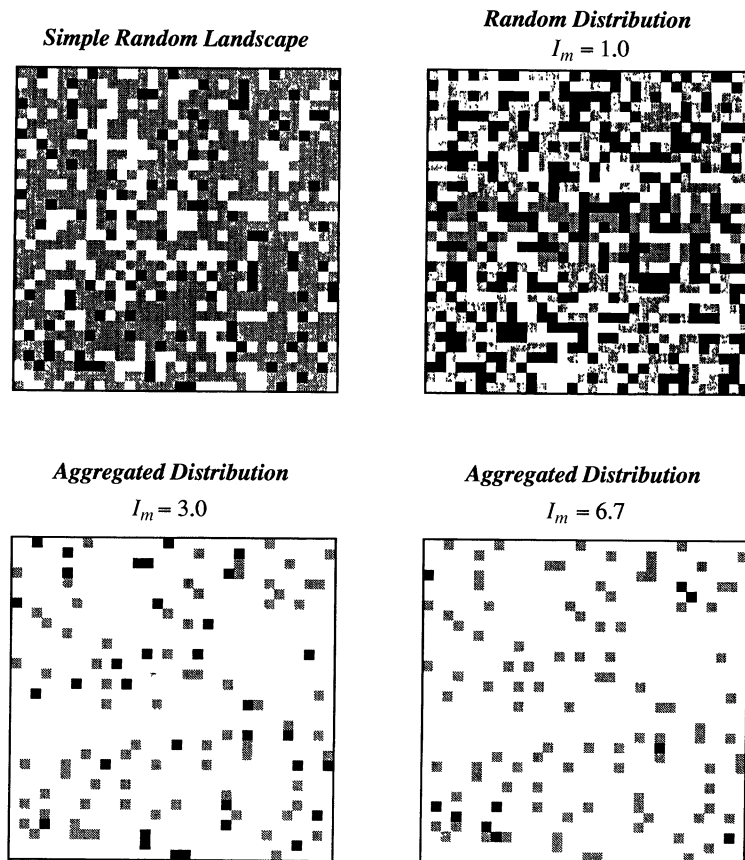 Simple Random Landscape
Random Distribution
I_m = 1.0
Aggregated Distribution
I_m = 3.0
Aggregated Distribution
I_m = 6.7